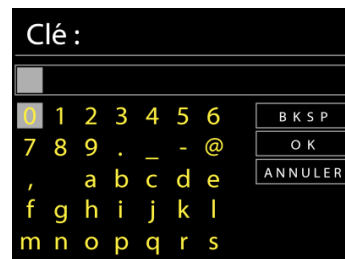 Clé :
0 1 2 3 4 5 6 BKSP
7 8 9 . _ - @ OK
, a b c d e ANNULER
f g h i j k l
m n o p q r s